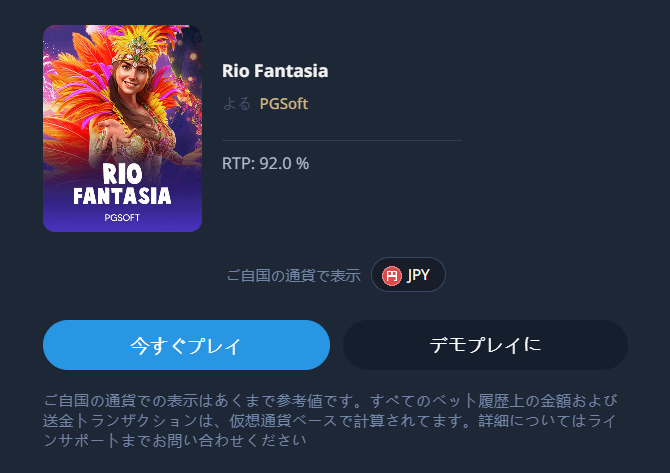 RIO
FANTASIA
PGSOFT
Rio Fantasia
よる PGSoft
RTP: 92.0 %
ご自国の通貨で表示 円 JPY
今すぐプレイ
デモプレイに
ご自国の通貨での表示はあくまで参考値です。すべてのベット履歴上の金額および
送金トランザクションは、仮想通貨ベースで計算されてます。詳細についてはライ
ンサポートまでお問い合わせください